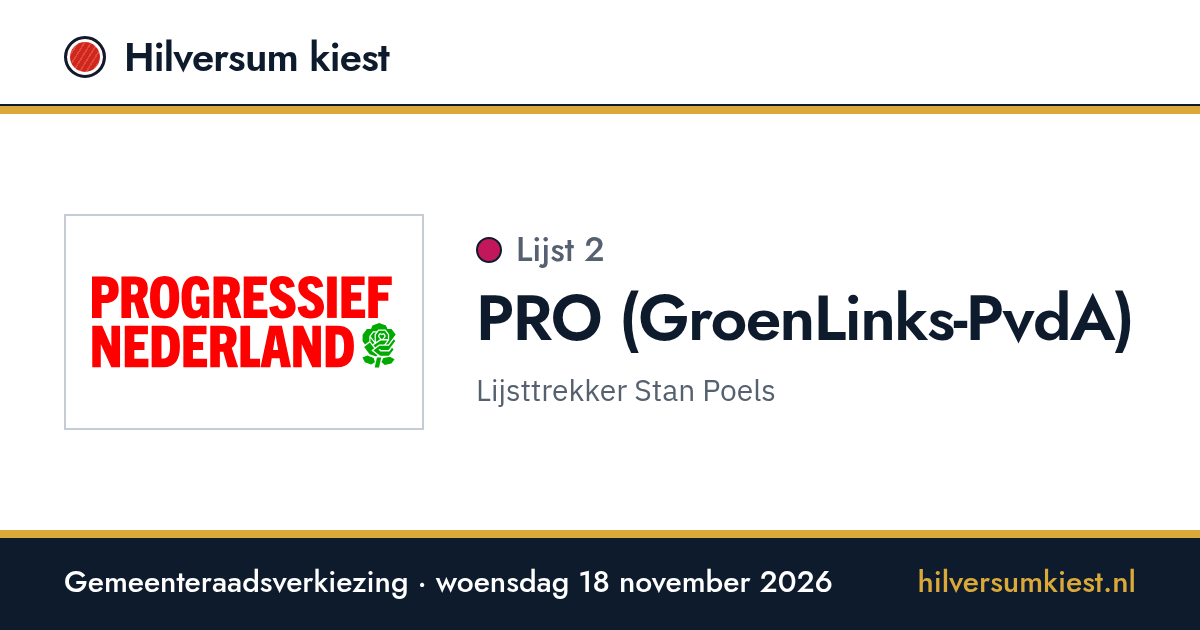 Hilversum kiest
PROGRESSIEF
NEDERLAND
Lijst 2
PRO (GroenLinks-PvdA)
Lijsttrekker Stan Poels
Gemeenteraadsverkiezing · woensdag 18 november 2026
hilversumkiest.nl